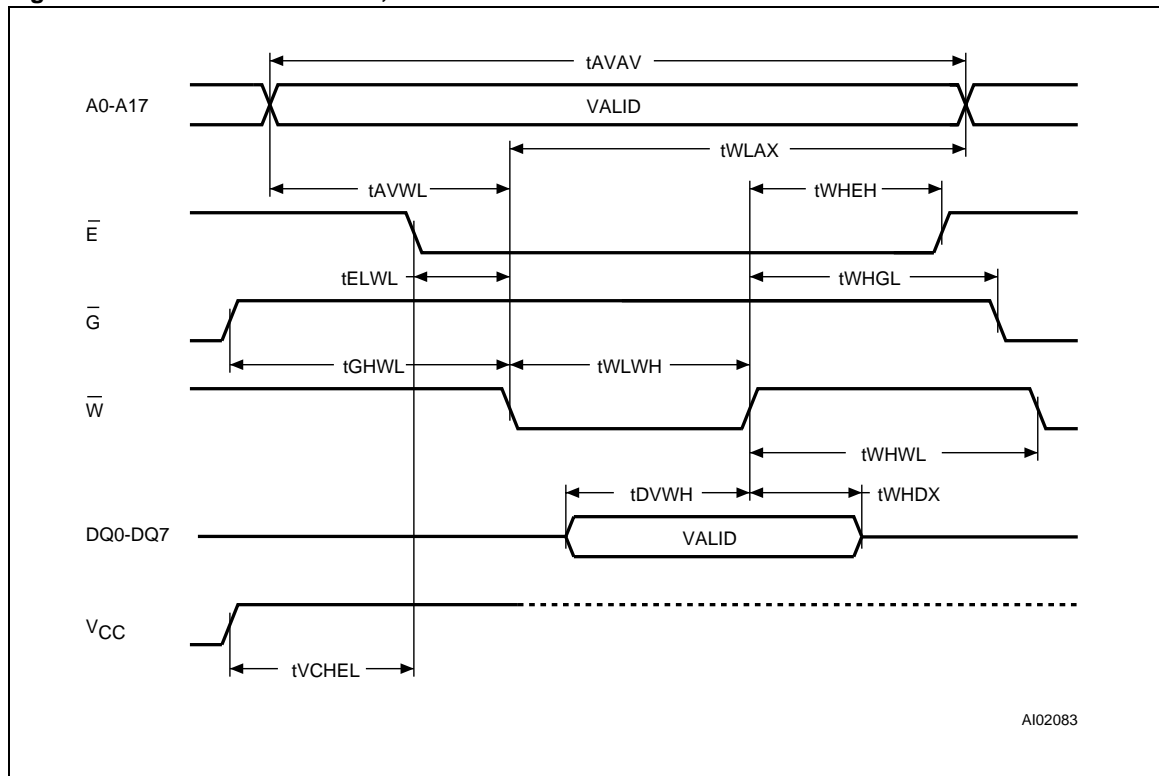 tAVAV
A0-A17
VALID
tWLAX
tAVWL
tWHEH
E̅
tELWL
tWHGL
G̅
tGHWL
tWLWH
W̅
tWHWL
tDVWH
tWHDX
DQ0-DQ7
VALID
VCC
tVCHEL
AI02083